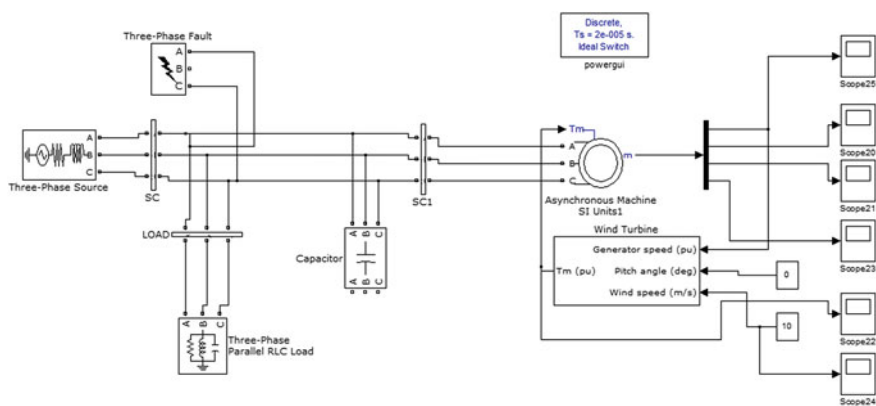 Three-Phase Fault
A
B
C
Discrete,
Ts = 2e-005 s.
Ideal Switch
powergui
Scope25
Three-Phase Source
A
B
C
SC
SC1
Tm
A
B
C
m
Asynchronous Machine
SI Units1
Scope20
Scope21
LOAD
Capacitor
A B C
A B C
Wind Turbine
Generator speed (pu)
Tm (pu)
Pitch angle (deg)
Wind speed (m/s)
0
10
Scope23
A B C
Three-Phase
Parallel RLC Load
Scope22
Scope24